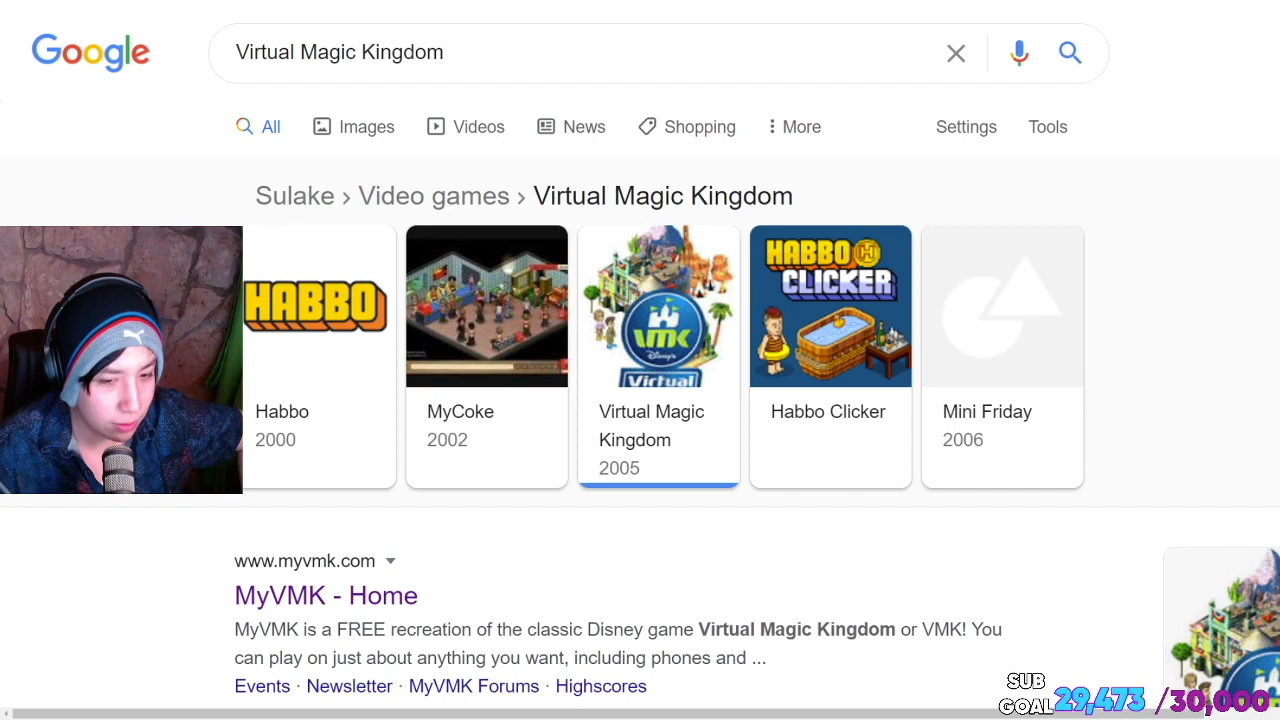 Google
Virtual Magic Kingdom
All
Images
Videos
News
Shopping
More
Settings
Tools
Sulake › Video games › Virtual Magic Kingdom
HABBO
VMK
Disney's
Virtual
HABBO
CLICKER
Habbo
2000
MyCoke
2002
Virtual Magic
Kingdom
2005
Habbo Clicker
Mini Friday
2006
www.myvmk.com
MyVMK - Home
MyVMK is a FREE recreation of the classic Disney game Virtual Magic Kingdom or VMK! You
can play on just about anything you want, including phones and ...
Events · Newsletter · MyVMK Forums · Highscores
SUB
GOAL 29,473 /30,000